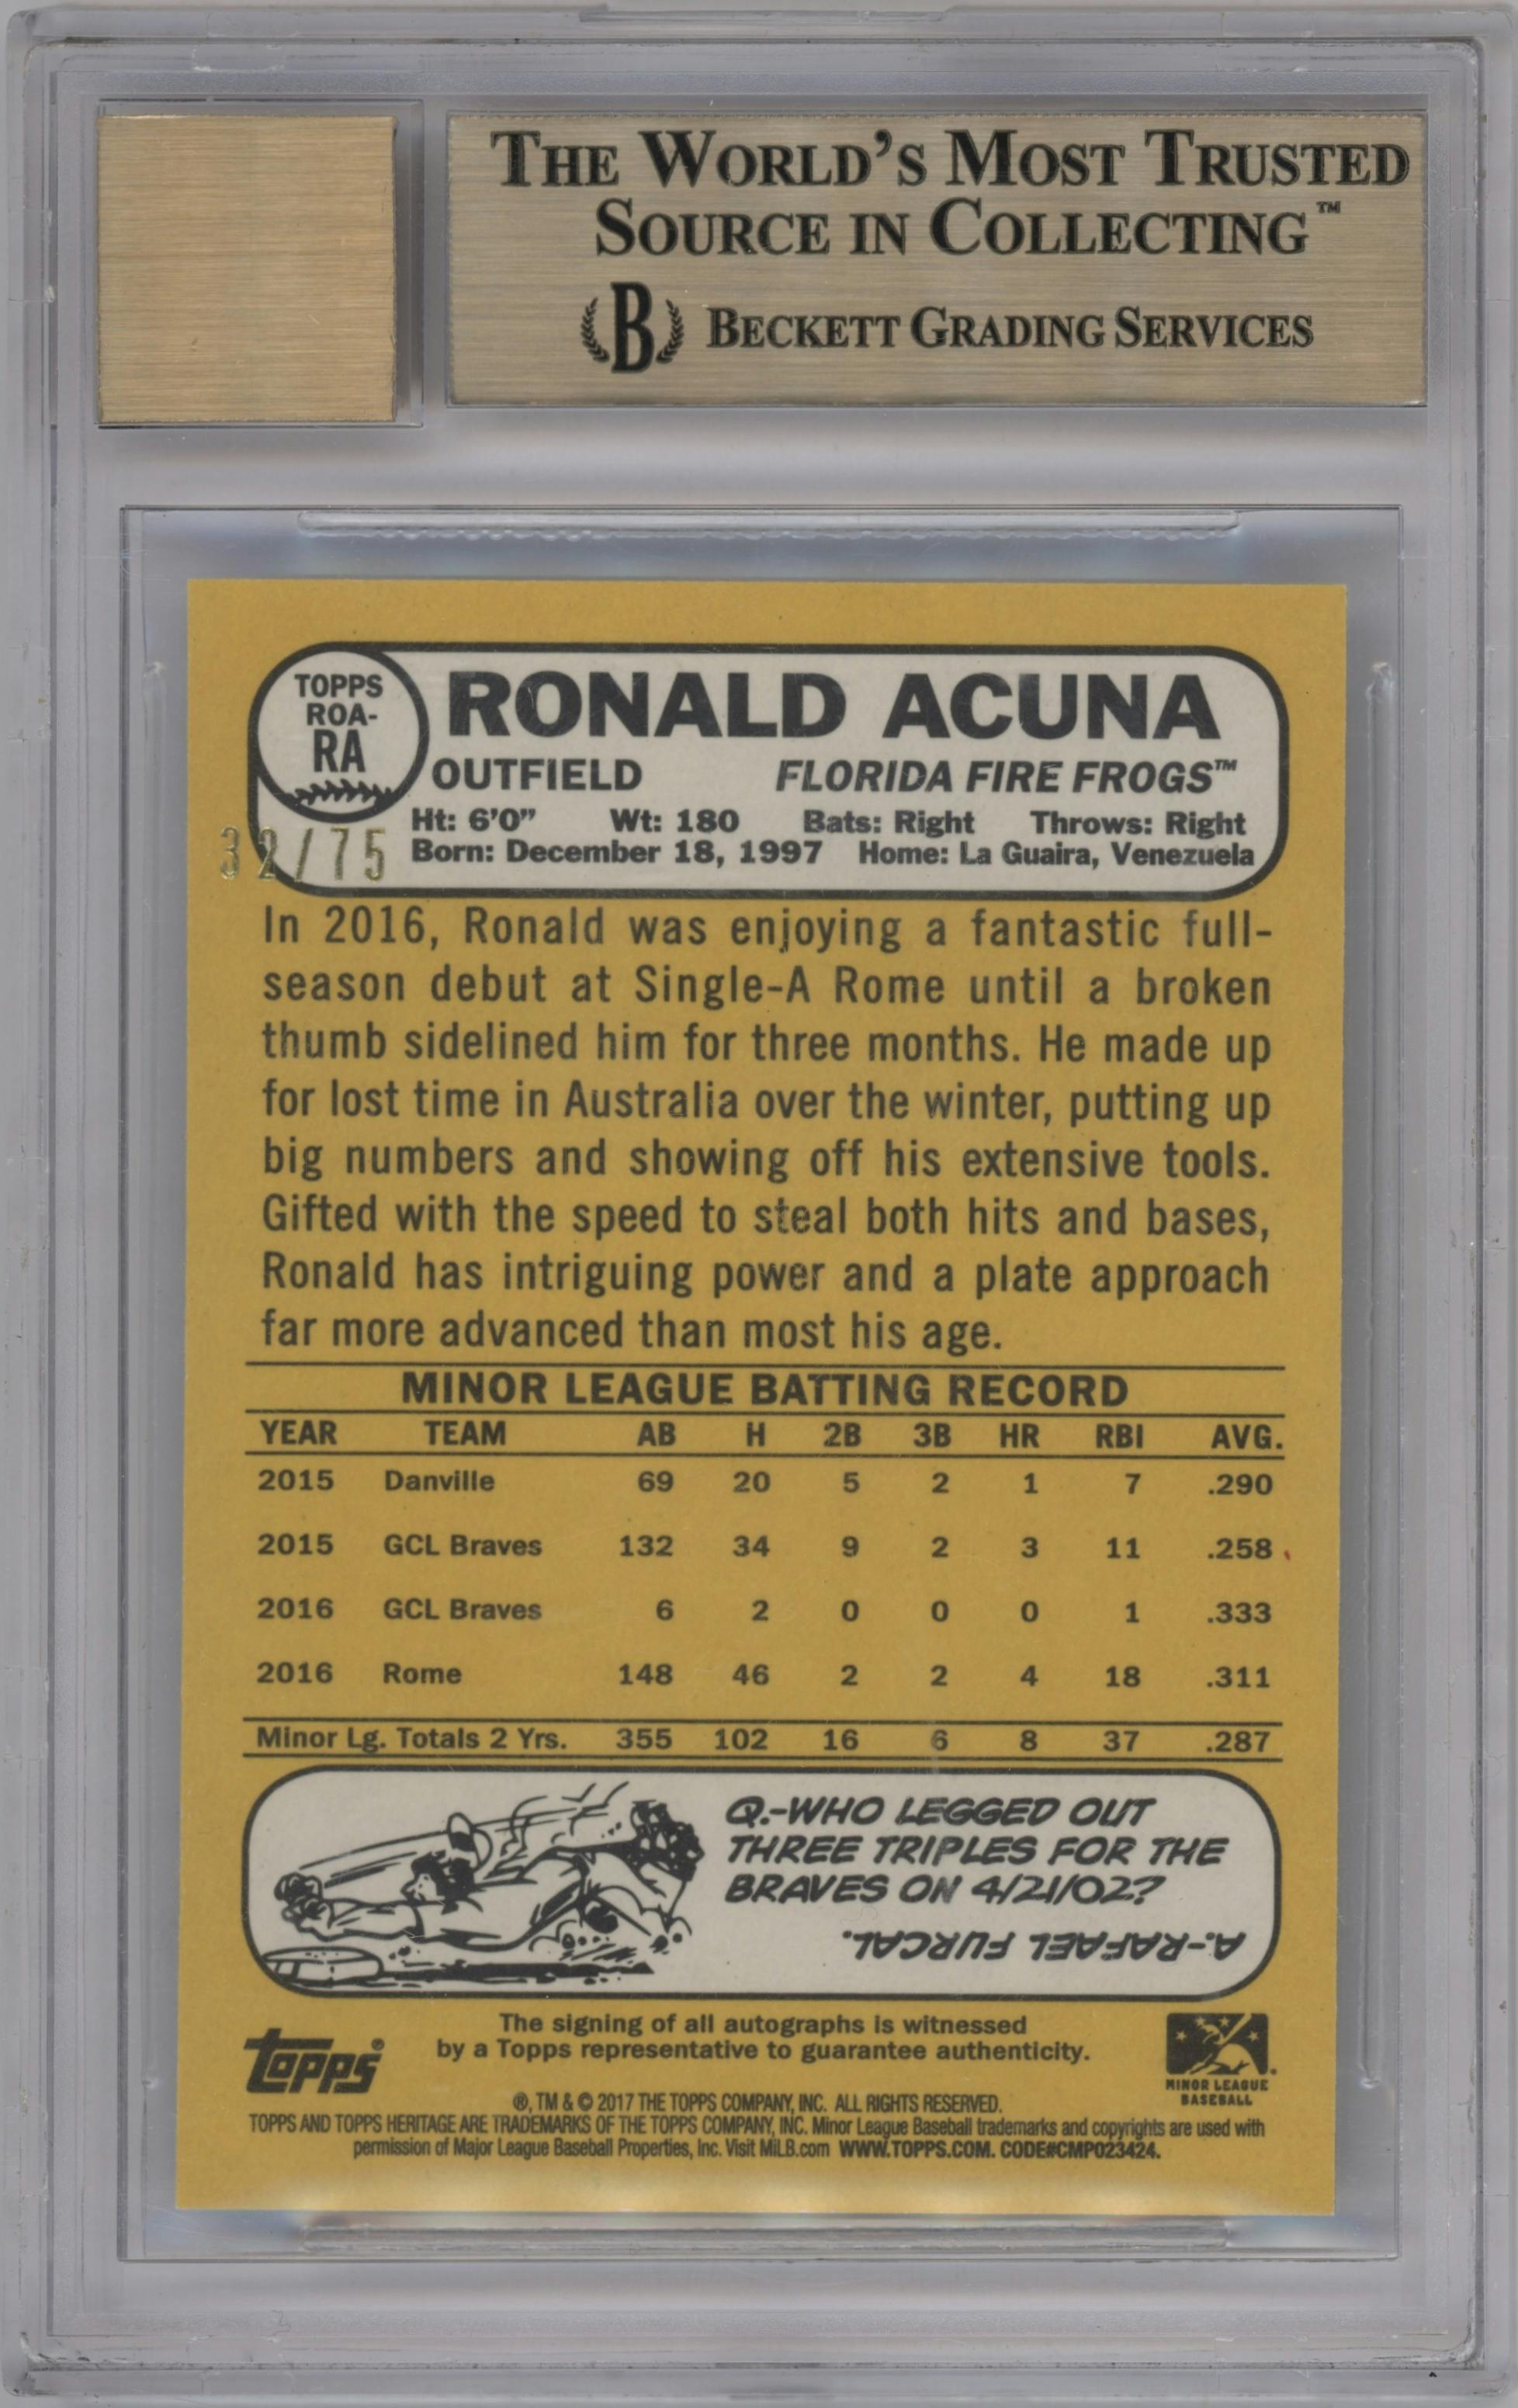 THE WORLD'S MOST TRUSTED
SOURCE IN COLLECTING™
B BECKETT GRADING SERVICES
TOPPS
ROA-
RA
RONALD ACUNA
OUTFIELD FLORIDA FIRE FROGS™
Ht: 6'0" Wt: 180 Bats: Right Throws: Right
Born: December 18, 1997 Home: La Guaira, Venezuela
32/75
In 2016, Ronald was enjoying a fantastic full-
season debut at Single-A Rome until a broken
thumb sidelined him for three months. He made up
for lost time in Australia over the winter, putting up
big numbers and showing off his extensive tools.
Gifted with the speed to steal both hits and bases,
Ronald has intriguing power and a plate approach
far more advanced than most his age.
MINOR LEAGUE BATTING RECORD
YEAR TEAM AB H 2B 3B HR RBI AVG.
2015 Danville 69 20 5 2 1 7 .290
2015 GCL Braves 132 34 9 2 3 11 .258
2016 GCL Braves 6 2 0 0 0 1 .333
2016 Rome 148 46 2 2 4 18 .311
Minor Lg. Totals 2 Yrs. 355 102 16 6 8 37 .287
Q.-WHO LEGGED OUT
THREE TRIPLES FOR THE
BRAVES ON 4/21/02?
A.-RAFAEL FURCAL.
The signing of all autographs is witnessed
by a Topps representative to guarantee authenticity.
Topps®
MINOR LEAGUE
BASEBALL
®, TM & © 2017 THE TOPPS COMPANY, INC. ALL RIGHTS RESERVED.
TOPPS AND TOPPS HERITAGE ARE TRADEMARKS OF THE TOPPS COMPANY, INC. Minor League Baseball trademarks and copyrights are used with
permission of Major League Baseball Properties, Inc. Visit MiLB.com WWW.TOPPS.COM. CODE#CMP023424.